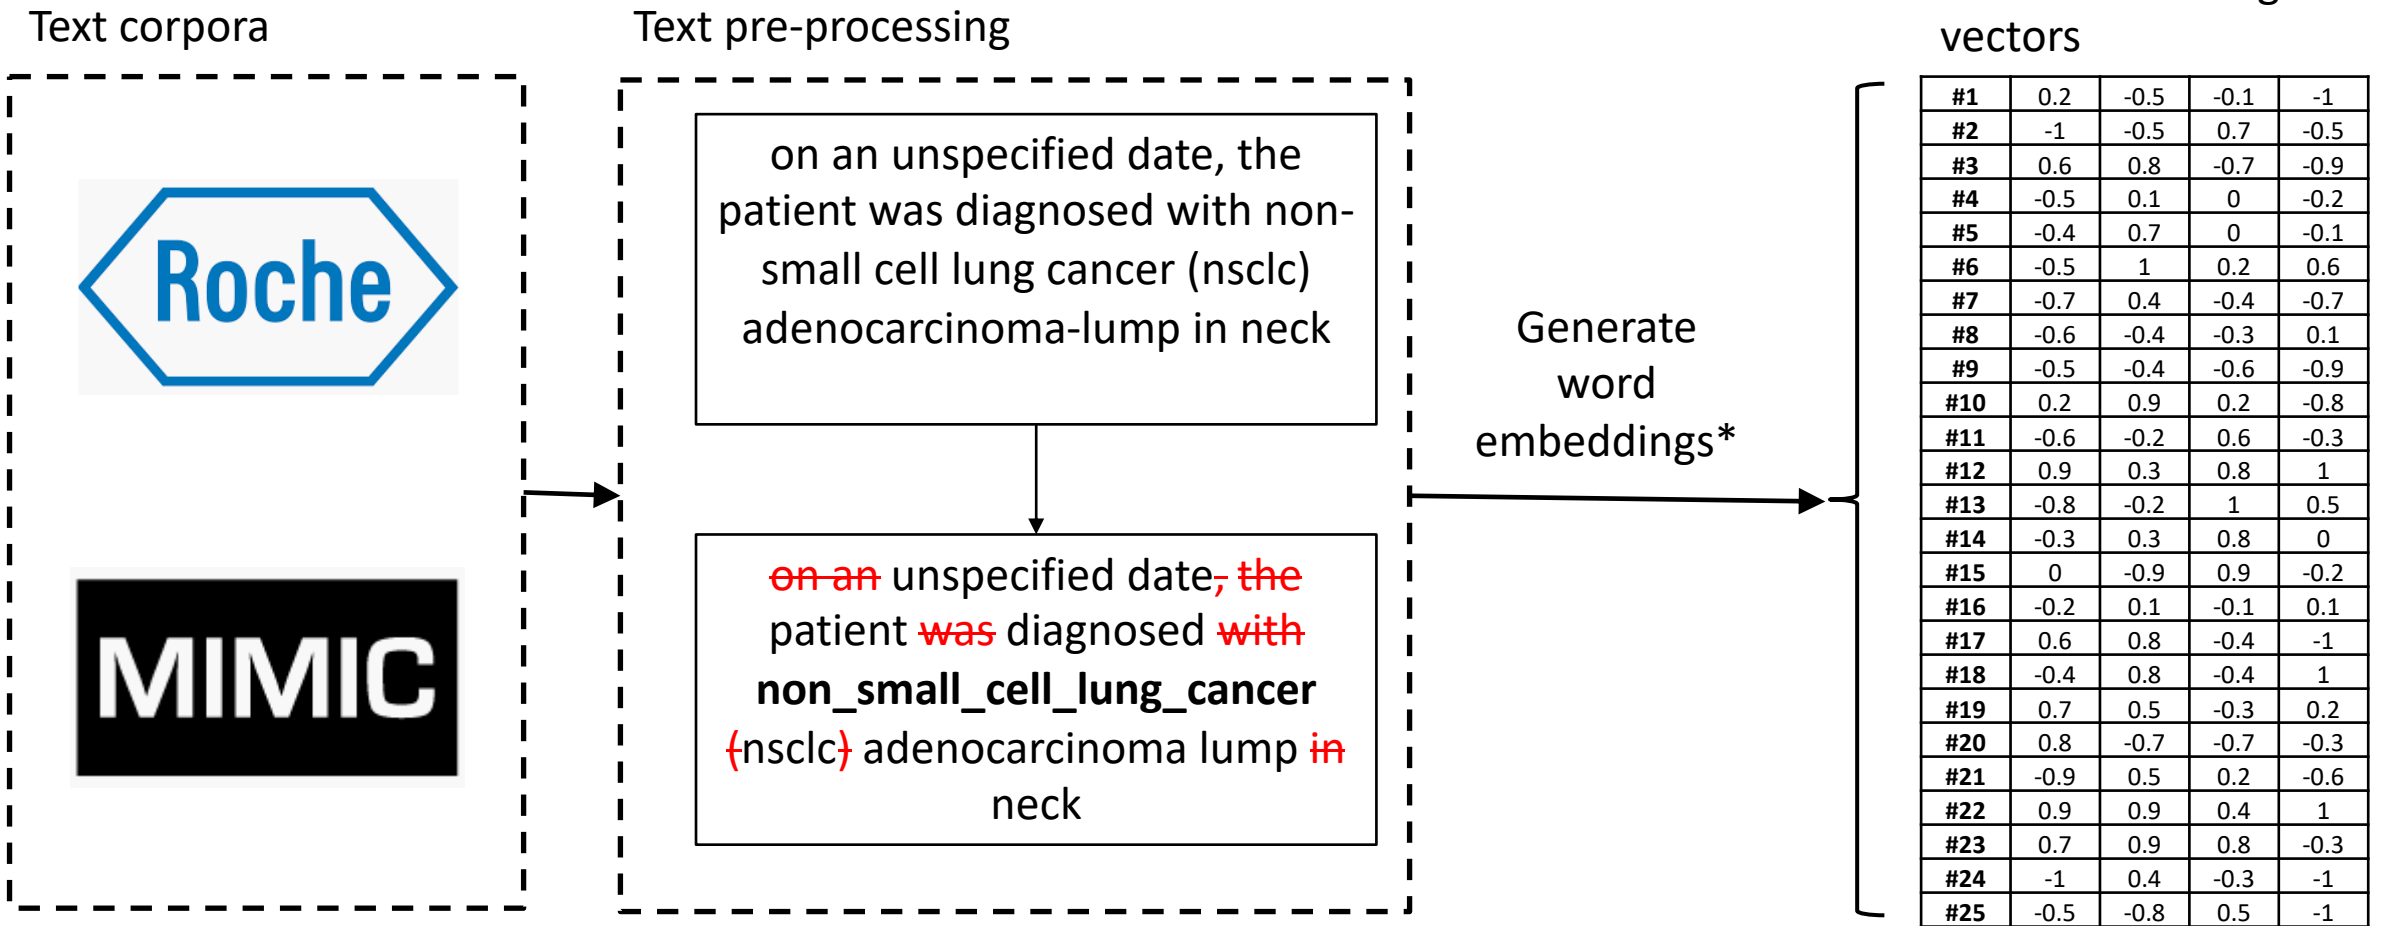 Text corpora
Roche
MIMIC
Text pre-processing
on an unspecified date, the
patient was diagnosed with non-
small cell lung cancer (nsclc)
adenocarcinoma-lump in neck
on an unspecified date, the
patient was diagnosed with
non_small_cell_lung_cancer
(nsclc) adenocarcinoma lump in
neck
Generate
word
embeddings*
vectors
#1 0.2 -0.5 -0.1 -1
#2 -1 -0.5 0.7 -0.5
#3 0.6 0.8 -0.7 -0.9
#4 -0.5 0.1 0 -0.2
#5 -0.4 0.7 0 -0.1
#6 -0.5 1 0.2 0.6
#7 -0.7 0.4 -0.4 -0.7
#8 -0.6 -0.4 -0.3 0.1
#9 -0.5 -0.4 -0.6 -0.9
#10 0.2 0.9 0.2 -0.8
#11 -0.6 -0.2 0.6 -0.3
#12 0.9 0.3 0.8 1
#13 -0.8 -0.2 1 0.5
#14 -0.3 0.3 0.8 0
#15 0 -0.9 0.9 -0.2
#16 -0.2 0.1 -0.1 0.1
#17 0.6 0.8 -0.4 -1
#18 -0.4 0.8 -0.4 1
#19 0.7 0.5 -0.3 0.2
#20 0.8 -0.7 -0.7 -0.3
#21 -0.9 0.5 0.2 -0.6
#22 0.9 0.9 0.4 1
#23 0.7 0.9 0.8 -0.3
#24 -1 0.4 -0.3 -1
#25 -0.5 -0.8 0.5 -1